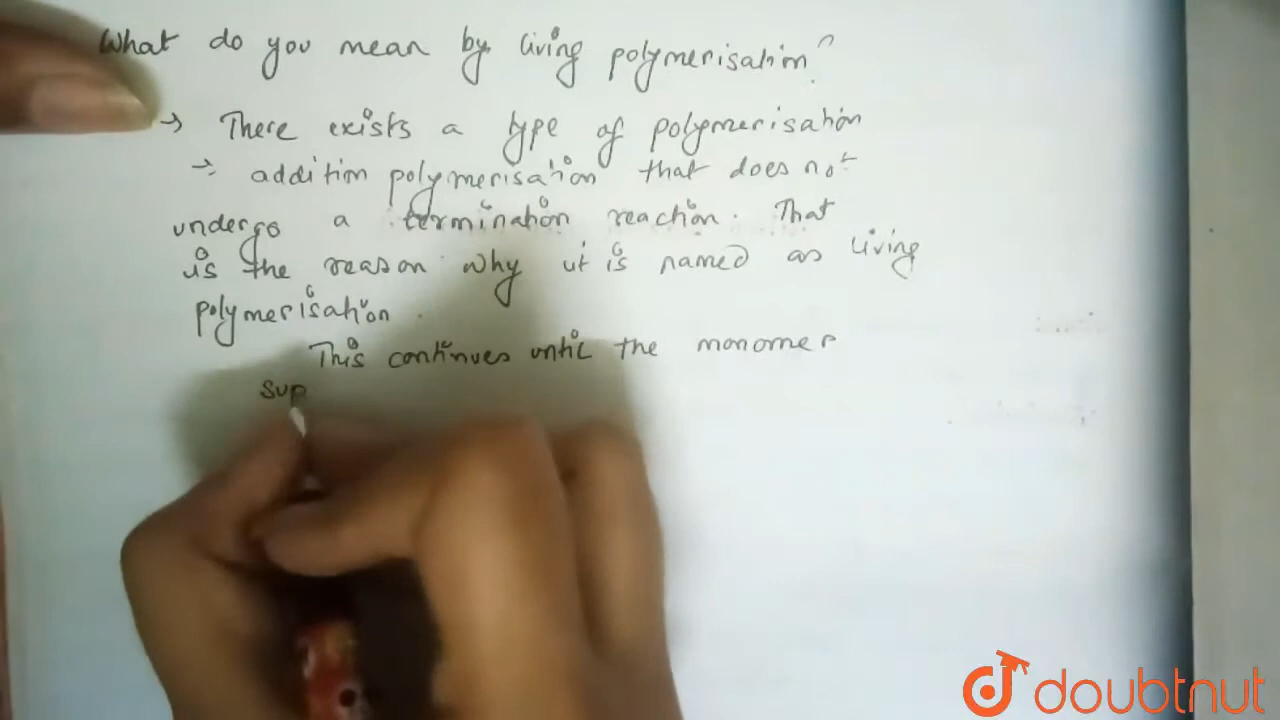 What do you mean by living polymerisation?
→ There exists a type of polymerisation
→ addition polymerisation that does not
undergo a termination reaction. That
is the reason why it is named as living
polymerisation.
This continues until the monomer
sup
doubtnut